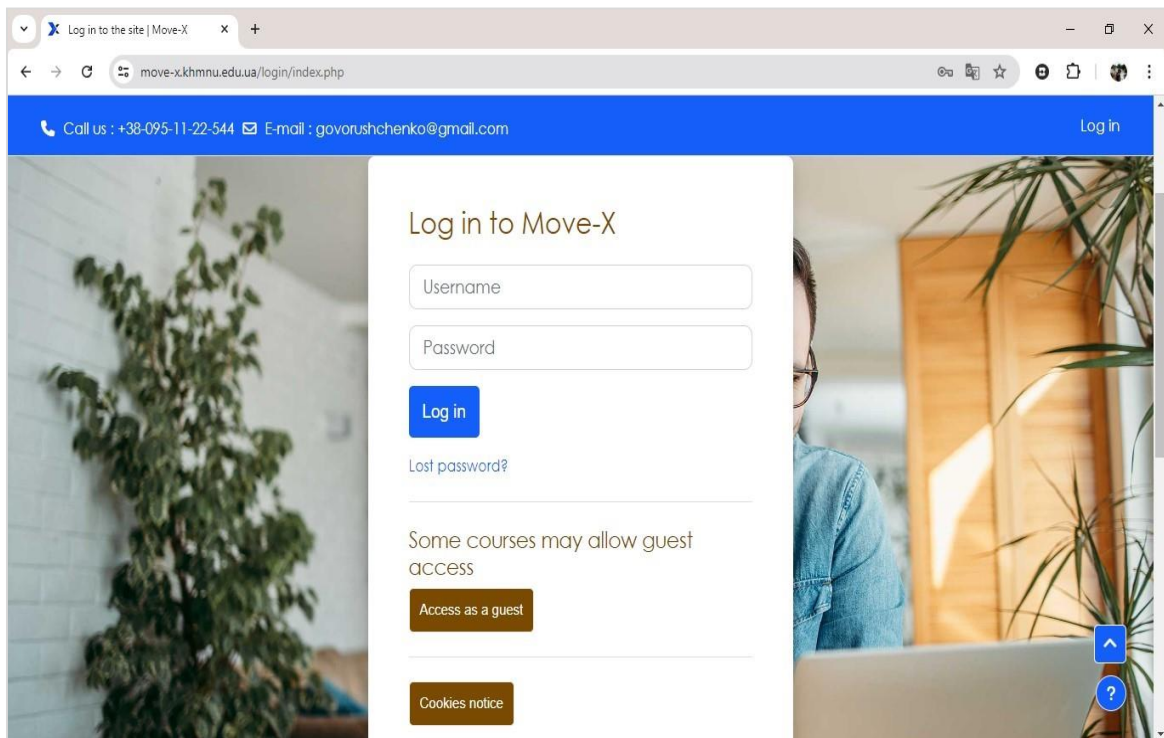 Log in to the site | Move-X
move-x.khmnu.edu.ua/login/index.php
Call us : +38-095-11-22-544 E-mail : govorushchenko@gmail.com
Log in
Log in to Move-X
Username
Password
Log in
Lost password?
Some courses may allow guest
access
Access as a guest
Cookies notice
?